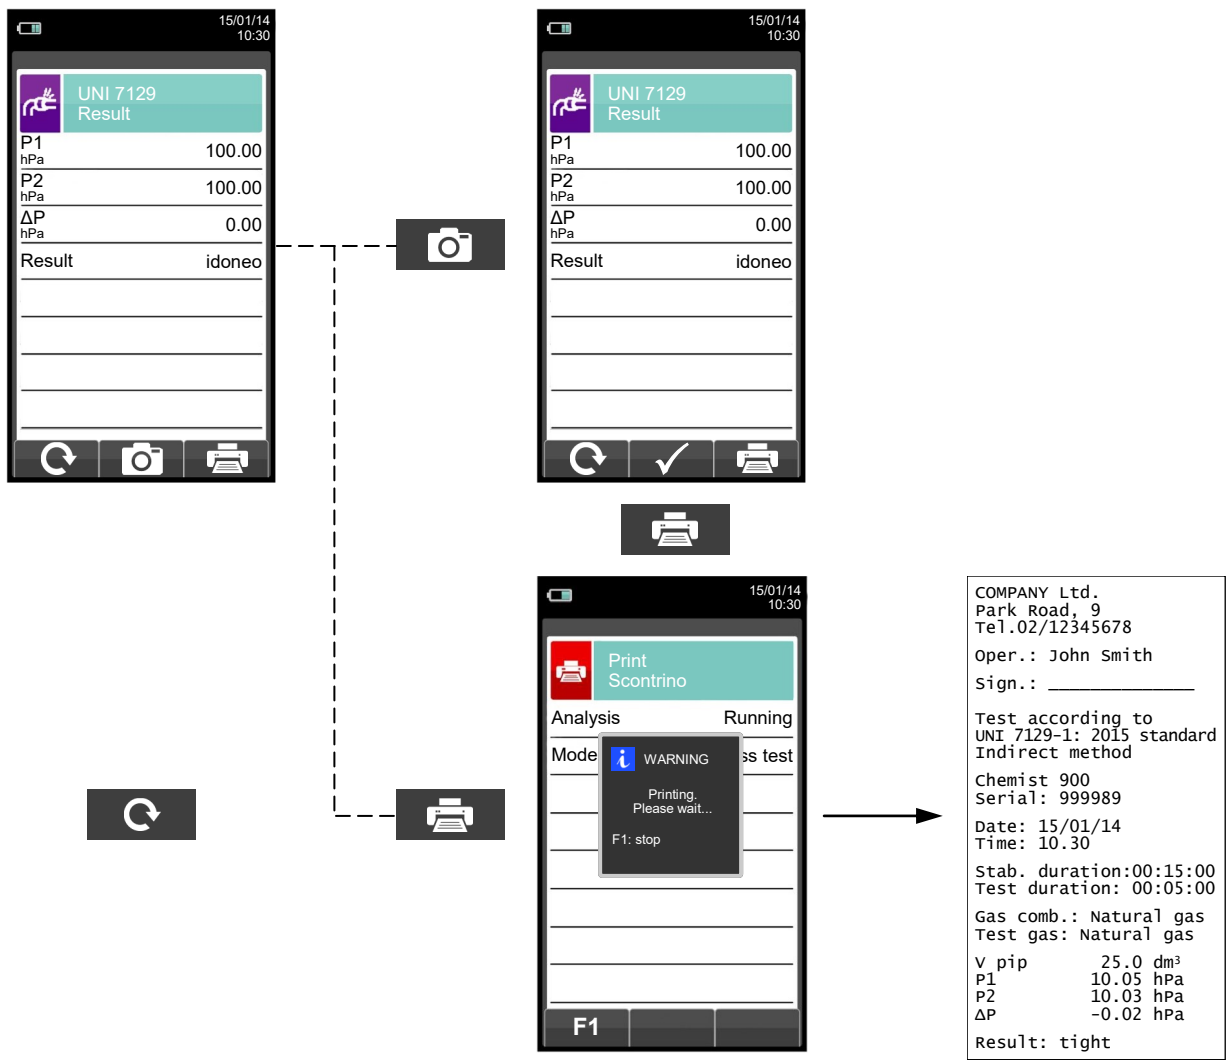 15/01/14
10:30
UNI 7129
Result
P1
hPa
100.00
P2
hPa
100.00
ΔP
hPa
0.00
Result idoneo
15/01/14
10:30
UNI 7129
Result
P1
hPa
100.00
P2
hPa
100.00
ΔP
hPa
0.00
Result idoneo
15/01/14
10:30
Print
Scontrino
Analysis Running
Mode ss test
i WARNING
Printing.
Please wait...
F1: stop
F1
COMPANY Ltd.
Park Road, 9
Tel.02/12345678
Oper.: John Smith
Sign.: ______________
Test according to
UNI 7129-1: 2015 standard
Indirect method
Chemist 900
Serial: 999989
Date: 15/01/14
Time: 10.30
Stab. duration:00:15:00
Test duration: 00:05:00
Gas comb.: Natural gas
Test gas: Natural gas
V pip 25.0 dm³
P1 10.05 hPa
P2 10.03 hPa
ΔP -0.02 hPa
Result: tight